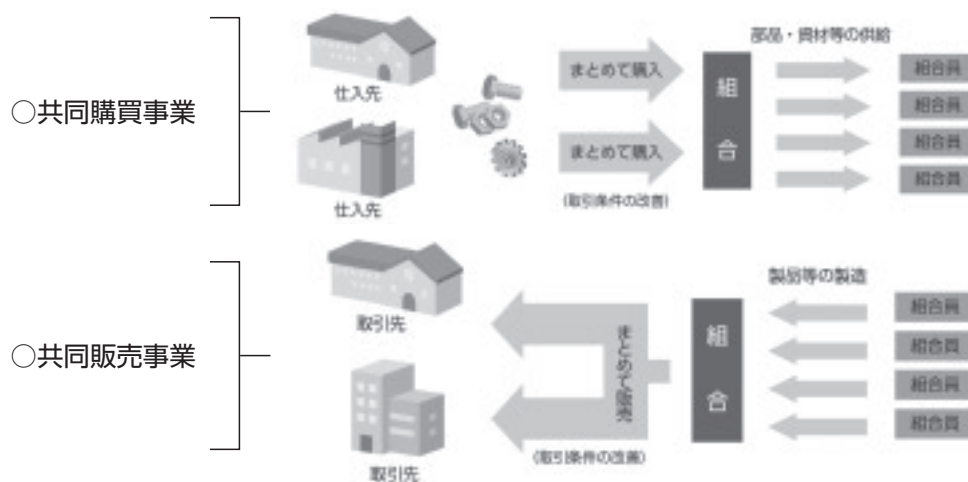 ○共同購買事業
仕入先
仕入先
まとめて購入
まとめて購入
(取引条件の改善)
組合
部品・資材等の供給
組合員
組合員
組合員
組合員
○共同販売事業
取引先
取引先
まとめて販売
(取引条件の改善)
組合
製品等の製造
組合員
組合員
組合員
組合員